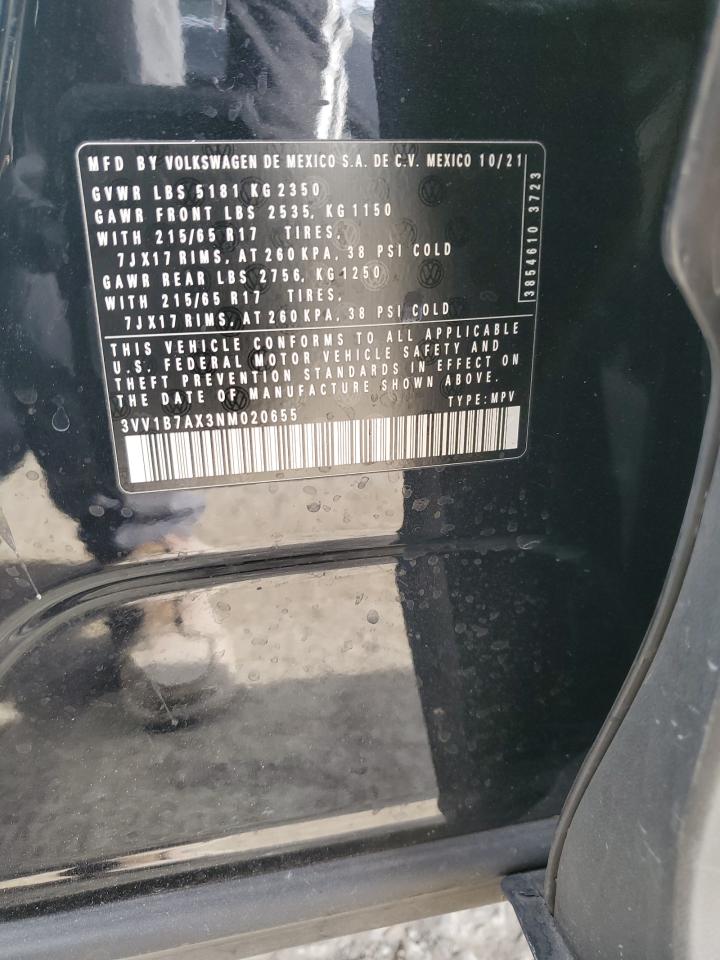 MFD BY VOLKSWAGEN DE MEXICO S.A. DE C.V. MEXICO 10/21
GVWR LBS 5181 KG 2350
GAWR FRONT LBS 2535, KG 1150
WITH 215/65 R17 TIRES,
7JX17 RIMS, AT 260 KPA, 38 PSI COLD
GAWR REAR LBS 2756, KG 1250
WITH 215/65 R17 TIRES,
7JX17 RIMS, AT 260 KPA, 38 PSI COLD
3854610 3723
THIS VEHICLE CONFORMS TO ALL APPLICABLE
U.S. FEDERAL MOTOR VEHICLE SAFETY AND
THEFT PREVENTION STANDARDS IN EFFECT ON
THE DATE OF MANUFACTURE SHOWN ABOVE.
3VV1B7AX3NM020655 TYPE: MPV